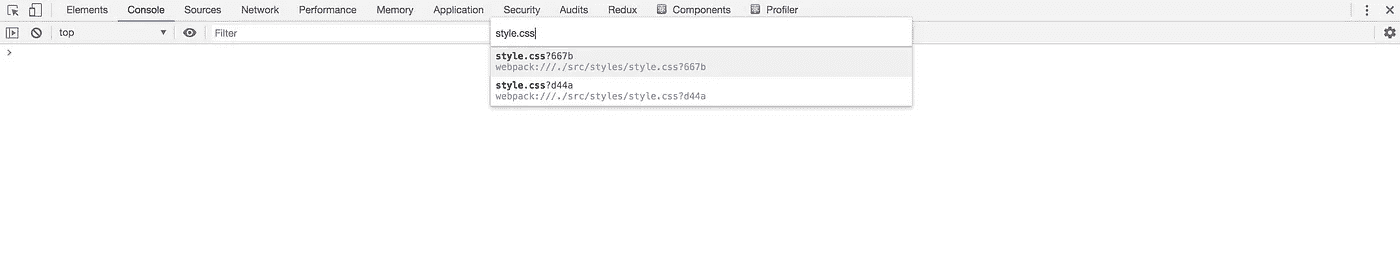 Elements Console Sources Network Performance Memory Application Security Audits Redux Components Profiler
top Filter
style.css
style.css?667b
webpack:///./src/styles/style.css?667b
style.css?d44a
webpack:///./src/styles/style.css?d44a